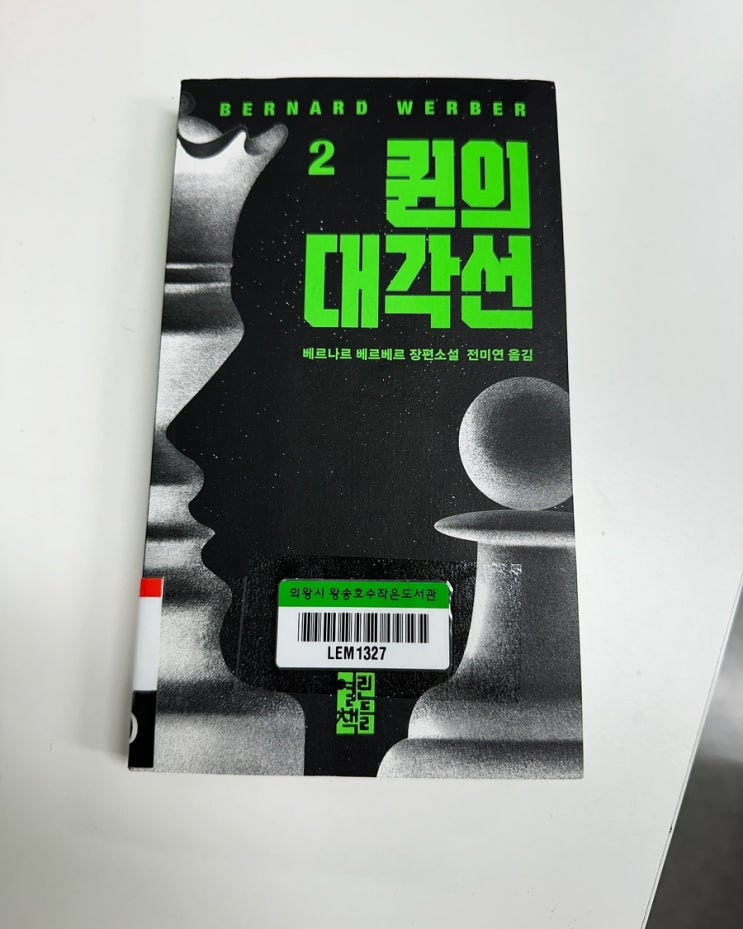 BERNARD WERBER
2
퀸의
대각선
베르나르 베르베르 장편소설 전미연 옮김
의왕시 왕송호수작은도서관
LEM1327
열린
책들